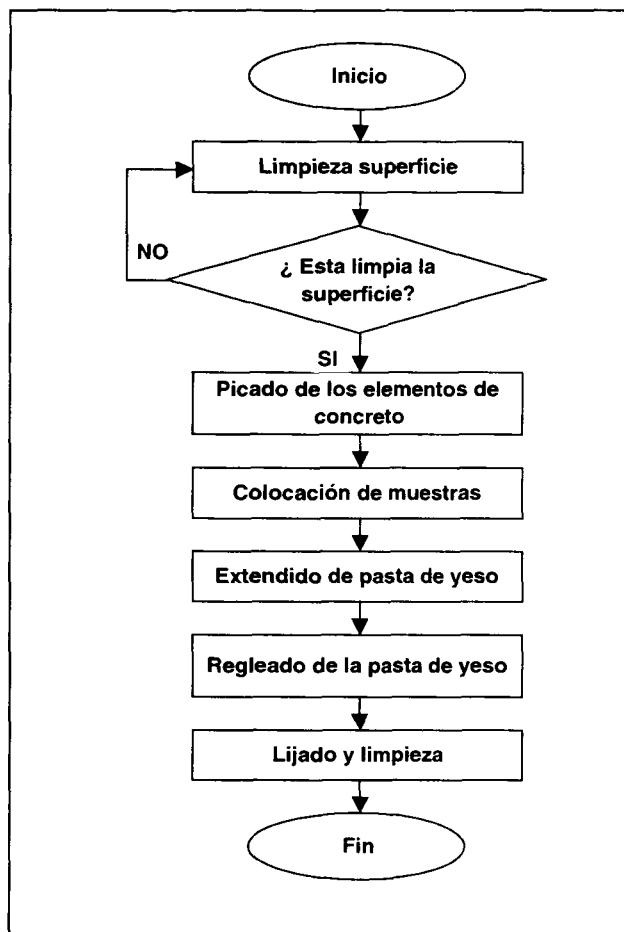 Inicio
Limpieza superficie
NO
¿ Esta limpia la
superficie?
SI
Picado de los elementos de
concreto
Colocación de muestras
Extendido de pasta de yeso
Regleado de la pasta de yeso
Lijado y limpieza
Fin